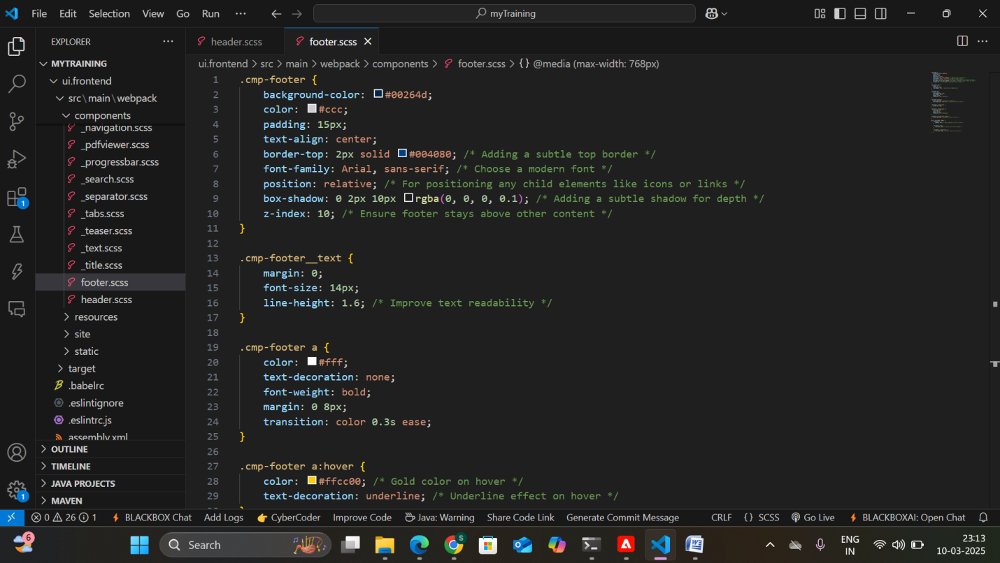 File Edit Selection View Go Run ··· myTraining
EXPLORER ···
MYTRAINING
ui.frontend
src\main\webpack
components
_navigation.scss
_pdfviewer.scss
_progressbar.scss
_search.scss
_separator.scss
_tabs.scss
_teaser.scss
_text.scss
_title.scss
footer.scss
header.scss
resources
site
static
target
.babelrc
.eslintignore
.eslintrc.js
assembly.xml
OUTLINE
TIMELINE
JAVA PROJECTS
MAVEN
1
1
header.scss footer.scss
ui.frontend > src > main > webpack > components > footer.scss > {} @media (max-width: 768px)
1 .cmp-footer {
2 background-color: #00264d;
3 color: #ccc;
4 padding: 15px;
5 text-align: center;
6 border-top: 2px solid #004080; /* Adding a subtle top border */
7 font-family: Arial, sans-serif; /* Choose a modern font */
8 position: relative; /* For positioning any child elements like icons or links */
9 box-shadow: 0 2px 10px rgba(0, 0, 0, 0.1); /* Adding a subtle shadow for depth */
10 z-index: 10; /* Ensure footer stays above other content */
11 }
12
13 .cmp-footer__text {
14 margin: 0;
15 font-size: 14px;
16 line-height: 1.6; /* Improve text readability */
17 }
18
19 .cmp-footer a {
20 color: #fff;
21 text-decoration: none;
22 font-weight: bold;
23 margin: 0 8px;
24 transition: color 0.3s ease;
25 }
26
27 .cmp-footer a:hover {
28 color: #ffcc00; /* Gold color on hover */
29 text-decoration: underline; /* Underline effect on hover */
0 26 1 BLACKBOX Chat Add Logs CyberCoder Improve Code Java: Warning Share Code Link Generate Commit Message CRLF {} SCSS Go Live BLACKBOXAI: Open Chat
6 Search S ENG
IN 23:13
10-03-2025